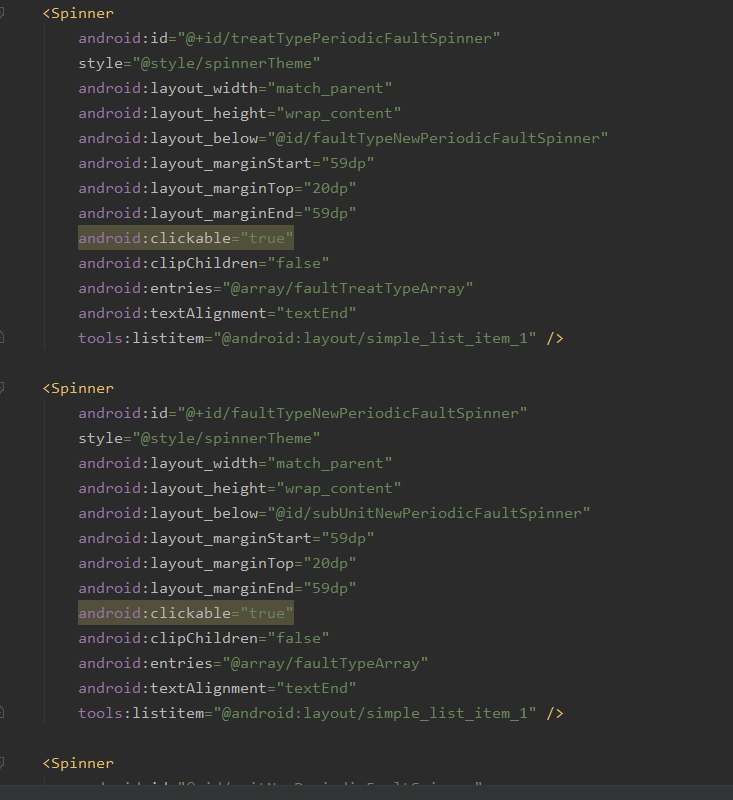 <Spinner
android:id="@+id/treatTypePeriodicFaultSpinner"
style="@style/spinnerTheme"
android:layout_width="match_parent"
android:layout_height="wrap_content"
android:layout_below="@id/faultTypeNewPeriodicFaultSpinner"
android:layout_marginStart="59dp"
android:layout_marginTop="20dp"
android:layout_marginEnd="59dp"
android:clickable="true"
android:clipChildren="false"
android:entries="@array/faultTreatTypeArray"
android:textAlignment="textEnd"
tools:listitem="@android:layout/simple_list_item_1" />
<Spinner
android:id="@+id/faultTypeNewPeriodicFaultSpinner"
style="@style/spinnerTheme"
android:layout_width="match_parent"
android:layout_height="wrap_content"
android:layout_below="@id/subUnitNewPeriodicFaultSpinner"
android:layout_marginStart="59dp"
android:layout_marginTop="20dp"
android:layout_marginEnd="59dp"
android:clickable="true"
android:clipChildren="false"
android:entries="@array/faultTypeArray"
android:textAlignment="textEnd"
tools:listitem="@android:layout/simple_list_item_1" />
<Spinner